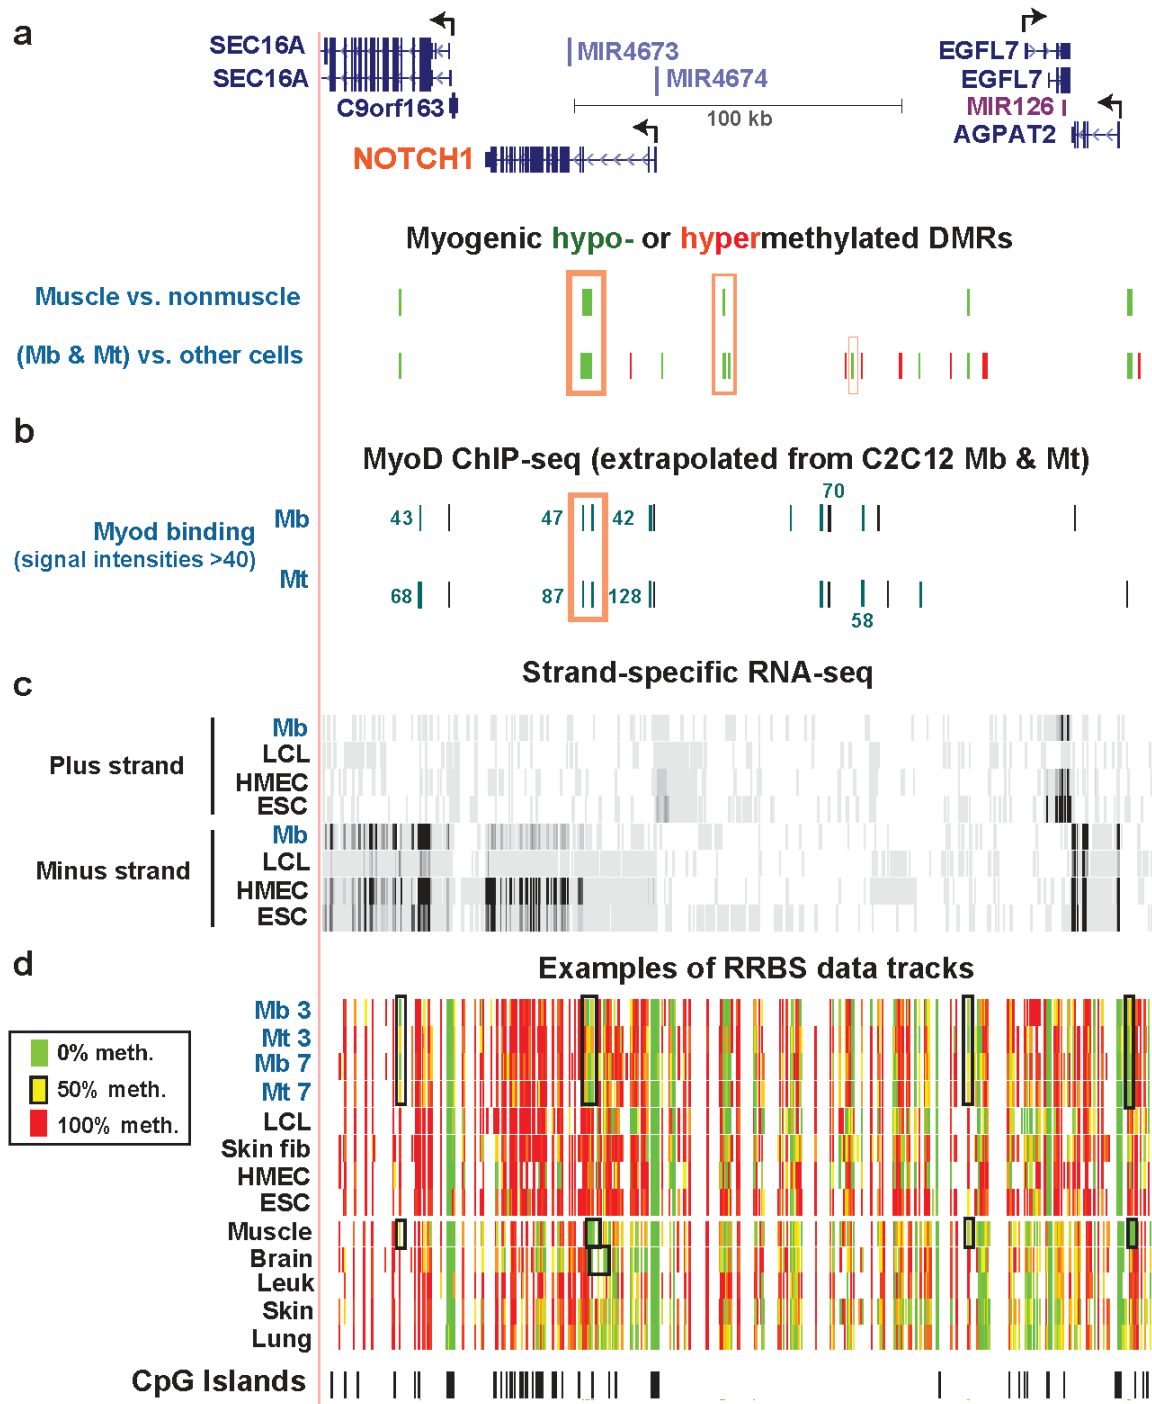 a
SEC16A
SEC16A
C9orf163
NOTCH1
MIR4673
MIR4674
100 kb
EGFL7
EGFL7
MIR126
AGPAT2
Myogenic hypo- or hypermethylated DMRs
Muscle vs. nonmuscle
(Mb & Mt) vs. other cells
b
MyoD ChIP-seq (extrapolated from C2C12 Mb & Mt)
Myod binding
(signal intensities >40)
Mb
43
47
42
70
Mt
68
87
128
58
c
Strand-specific RNA-seq
Plus strand
Mb
LCL
HMEC
ESC
Minus strand
Mb
LCL
HMEC
ESC
d
Examples of RRBS data tracks
0% meth.
50% meth.
100% meth.
Mb 3
Mt 3
Mb 7
Mt 7
LCL
Skin fib
HMEC
ESC
Muscle
Brain
Leuk
Skin
Lung
CpG Islands